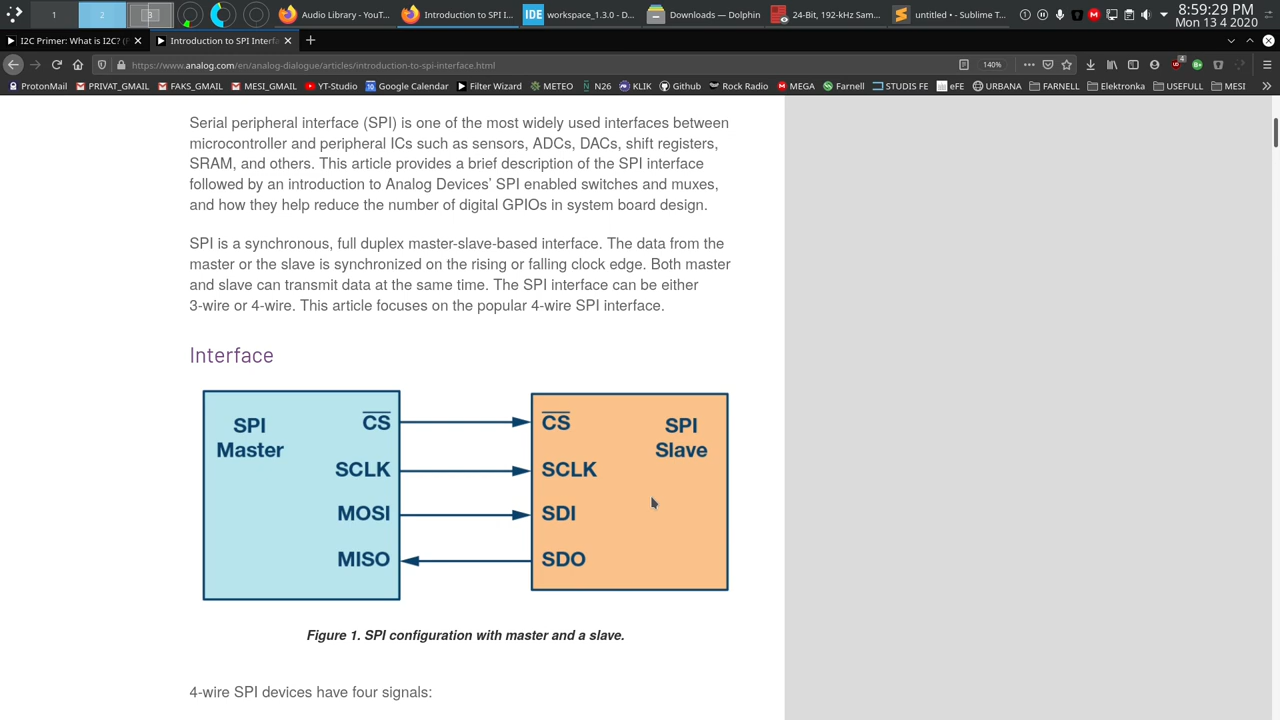 1
2
3
Audio Library - YouT...
Introduction to SPI I...
IDE
workspace_1.3.0 - D...
Downloads — Dolphin
24-Bit, 192-kHz Sam...
untitled • - Sublime T...
8:59:29 PM
Mon 13 4 2020
I2C Primer: What is I2C? (P
Introduction to SPI Interfa
https://www.analog.com/en/analog-dialogue/articles/introduction-to-spi-interface.html
140%
4
ProtonMail
PRIVAT_GMAIL
FAKS_GMAIL
MESI_GMAIL
YT-Studio
Google Calendar
Filter Wizard
METEO
N26
KLIK
Github
Rock Radio
MEGA
Farnell
STUDIS FE
eFE
URBANA
FARNELL
Elektronka
USEFULL
MESI
Serial peripheral interface (SPI) is one of the most widely used interfaces between
microcontroller and peripheral ICs such as sensors, ADCs, DACs, shift registers,
SRAM, and others. This article provides a brief description of the SPI interface
followed by an introduction to Analog Devices’ SPI enabled switches and muxes,
and how they help reduce the number of digital GPIOs in system board design.
SPI is a synchronous, full duplex master-slave-based interface. The data from the
master or the slave is synchronized on the rising or falling clock edge. Both master
and slave can transmit data at the same time. The SPI interface can be either
3-wire or 4-wire. This article focuses on the popular 4-wire SPI interface.
Interface
SPI
Master
CS
SCLK
MOSI
MISO
CS
SCLK
SDI
SDO
SPI
Slave
Figure 1. SPI configuration with master and a slave.
4-wire SPI devices have four signals: